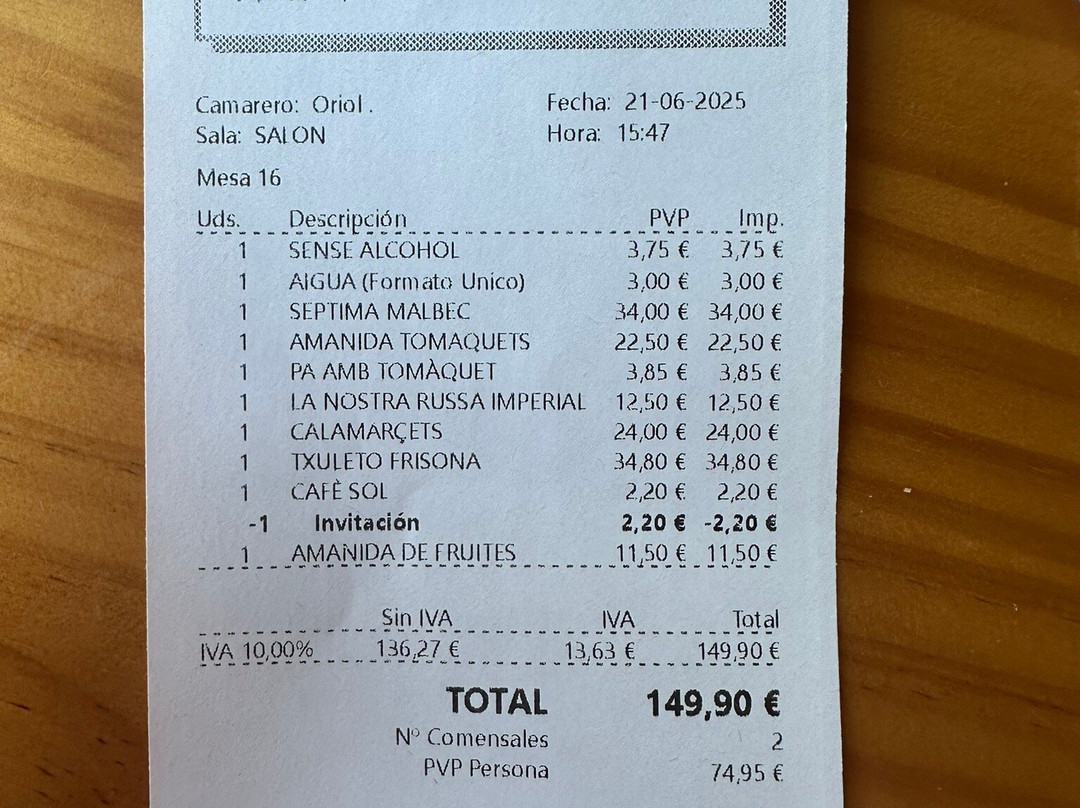 Camarero: Oriol. Fecha: 21-06-2025
Sala: SALON Hora: 15:47
Mesa 16
Uds. Descripción PVP Imp.
1 SENSE ALCOHOL 3,75 € 3,75 €
1 AIGUA (Formato Unico) 3,00 € 3,00 €
1 SEPTIMA MALBEC 34,00 € 34,00 €
1 AMANIDA TOMAQUETS 22,50 € 22,50 €
1 PA AMB TOMÀQUET 3,85 € 3,85 €
1 LA NOSTRA RUSSA IMPERIAL 12,50 € 12,50 €
1 CALAMARÇETS 24,00 € 24,00 €
1 TXULETO FRISONA 34,80 € 34,80 €
1 CAFÈ SOL 2,20 € 2,20 €
-1 Invitación 2,20 € -2,20 €
1 AMANIDA DE FRUITES 11,50 € 11,50 €
Sin IVA IVA Total
IVA 10,00% 136,27 € 13,63 € 149,90 €
TOTAL 149,90 €
Nº Comensales 2
PVP Persona 74,95 €